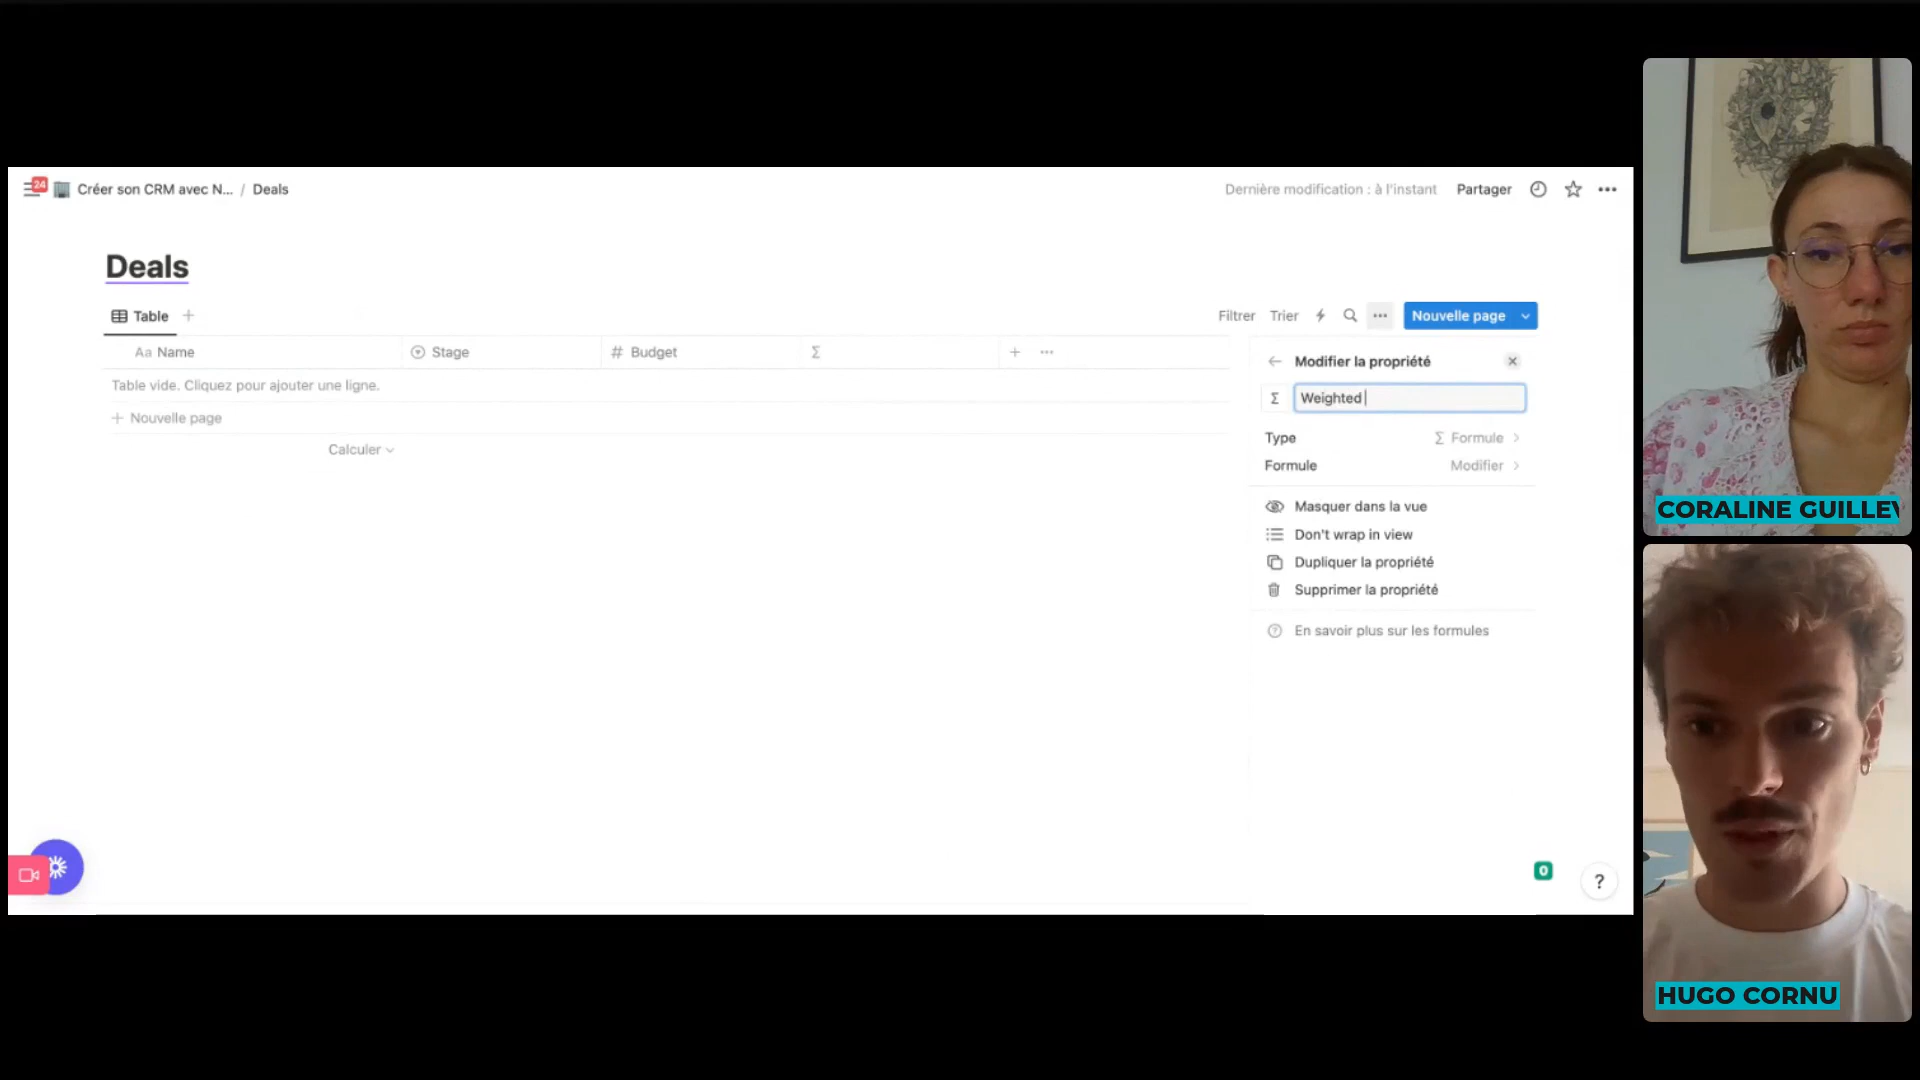 24 Créer son CRM avec N... / Deals
Dernière modification : à l'instant Partager
Deals
Table
Filtrer Trier Nouvelle page
Aa Name Stage # Budget Σ
Table vide. Cliquez pour ajouter une ligne.
+ Nouvelle page
Calculer
Modifier la propriété
Σ Weighted
Type Σ Formule
Formule Modifier
Masquer dans la vue
Don't wrap in view
Dupliquer la propriété
Supprimer la propriété
En savoir plus sur les formules
0
?
CORALINE GUILLEV
HUGO CORNU